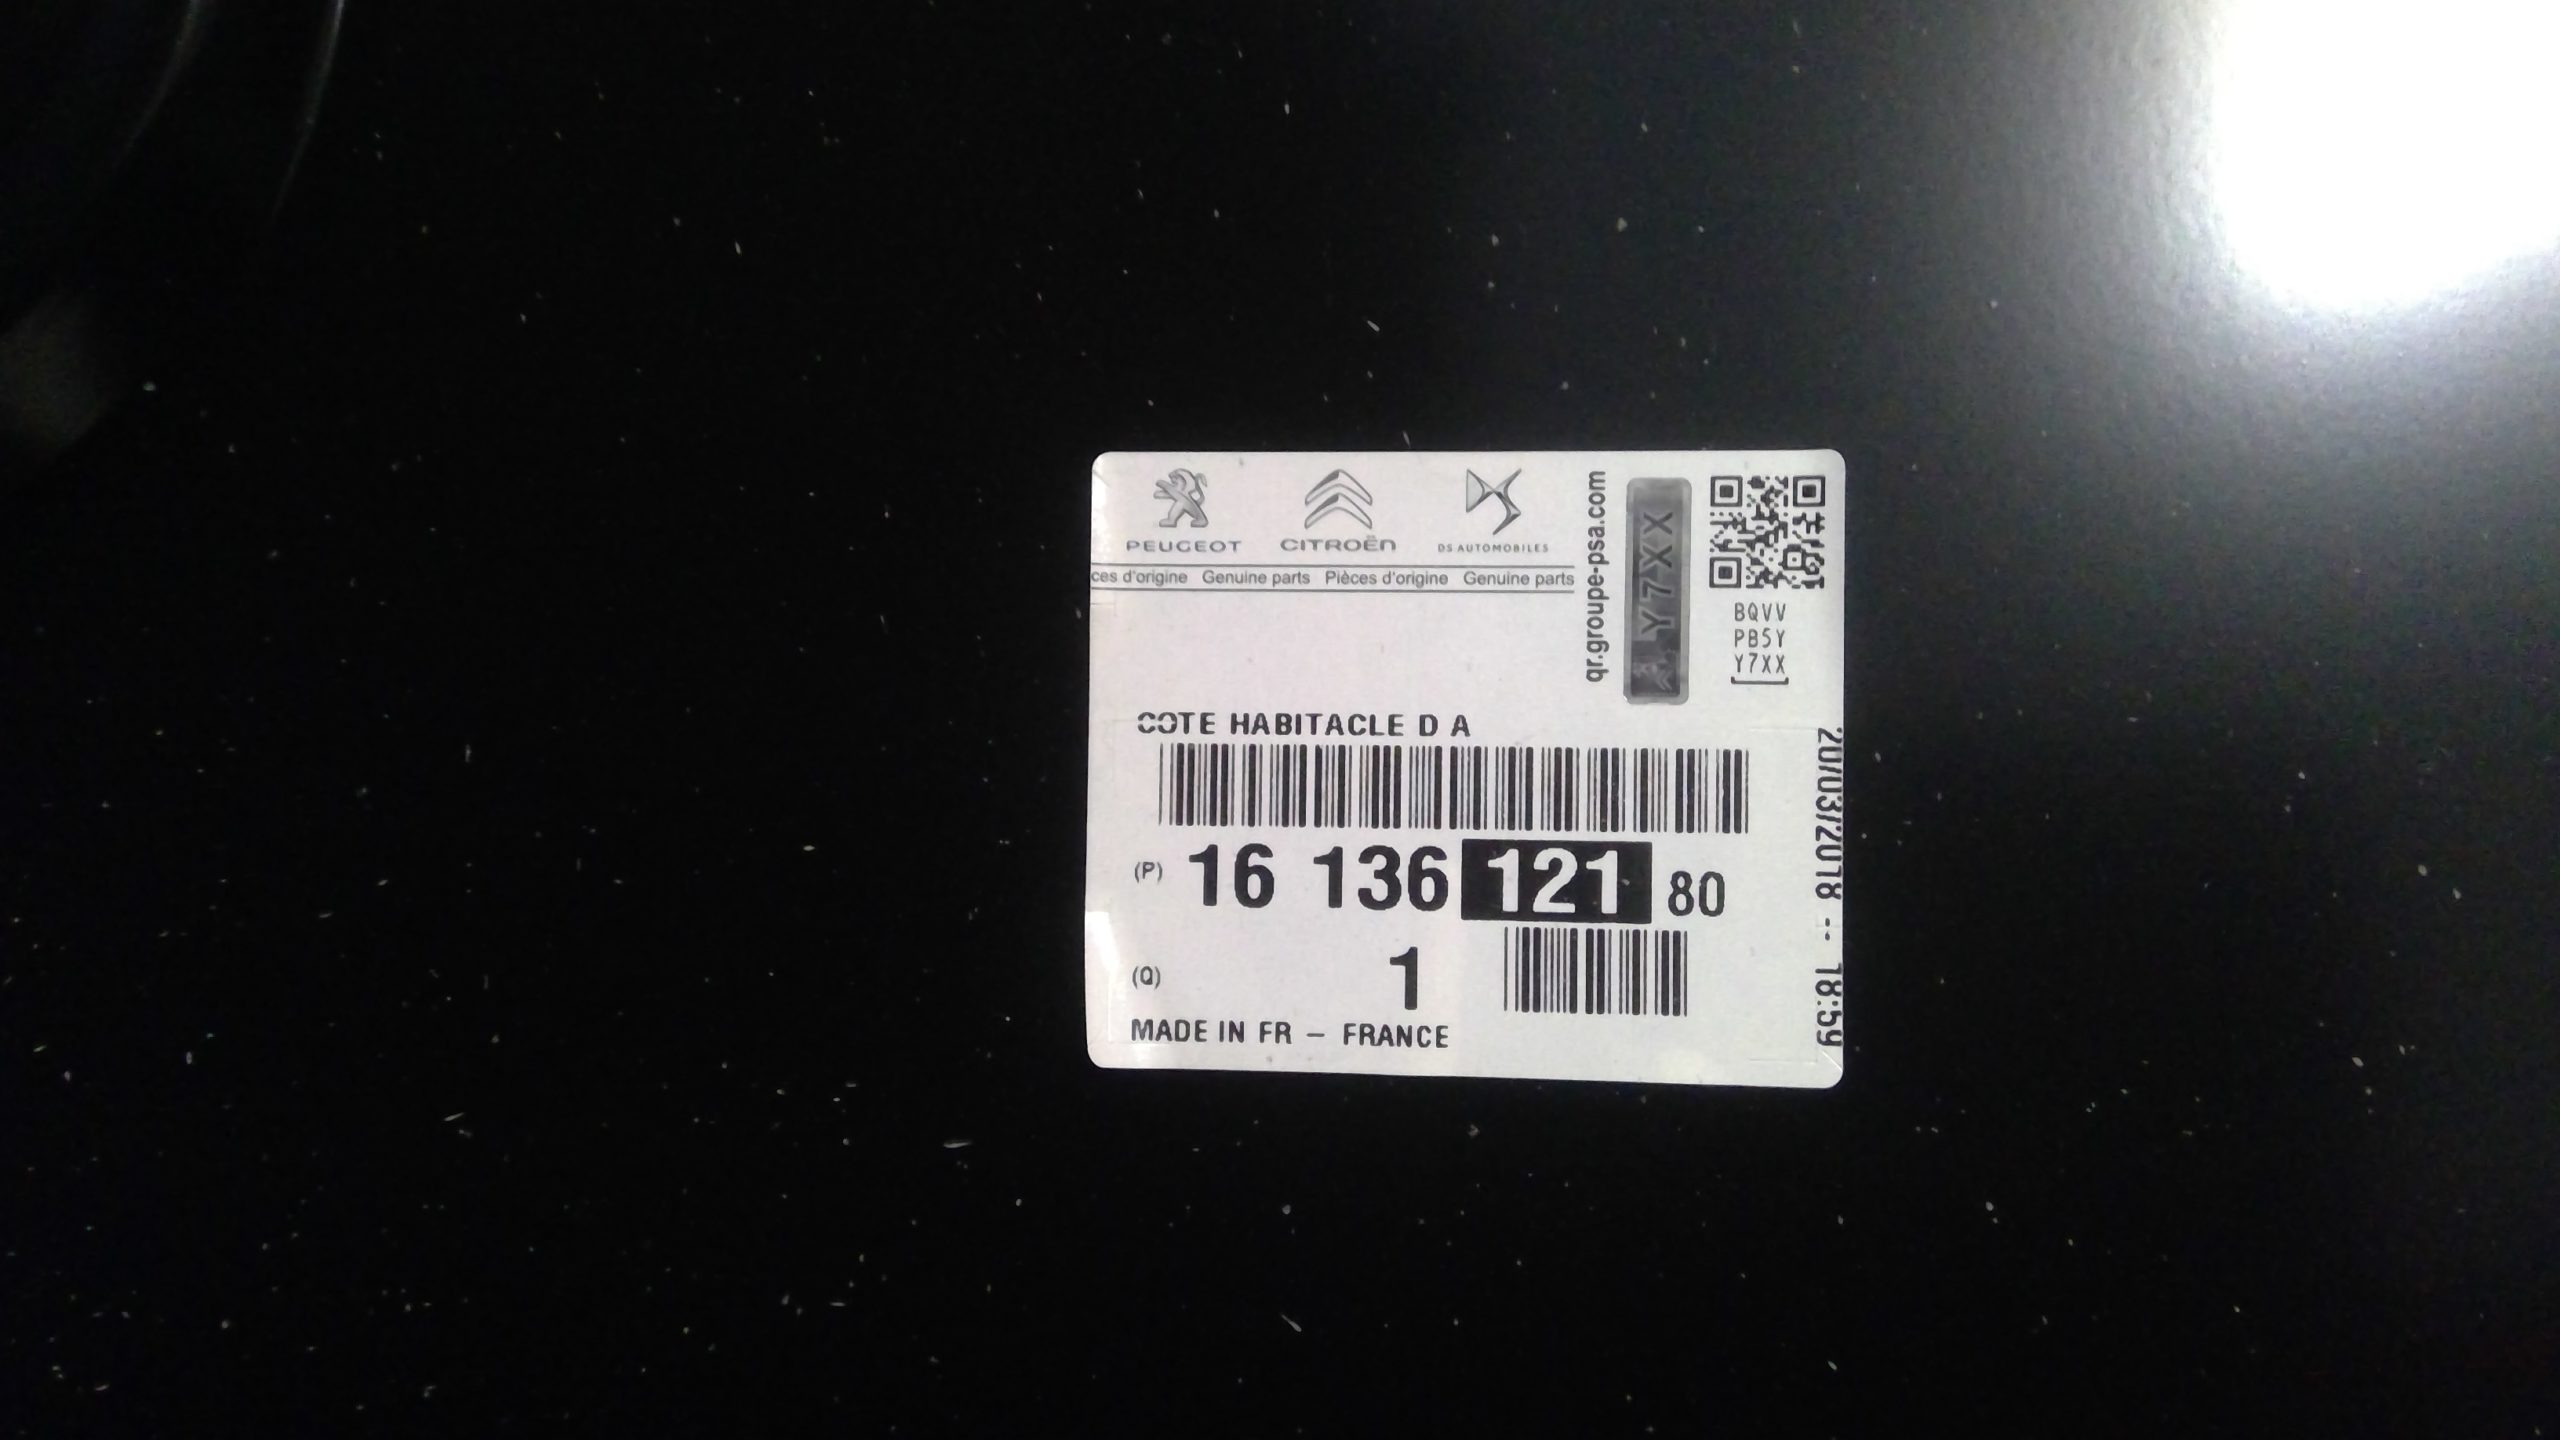 PEUGEOT CITROËN DS AUTOMOBILES
ces d'origine Genuine parts Pièces d'origine Genuine parts
qr.groupe-psa.com
Y7XX
BQVV
PB5Y
Y7XX
COTE HABITACLE D A
(P) 16 136 121 80
(Q) 1
MADE IN FR - FRANCE
20/03/2018 -- 18:59